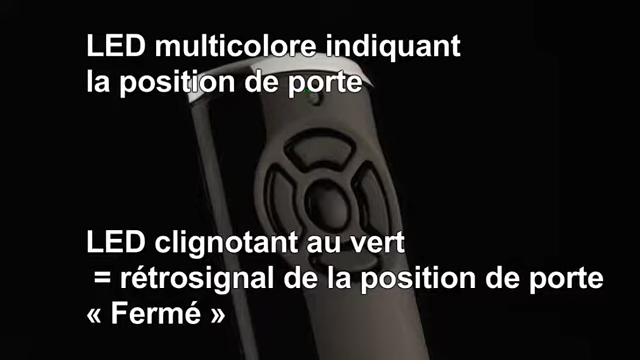 LED multicolore indiquant
la position de porte
LED clignotant au vert
= rétrosignal de la position de porte
« Fermé »